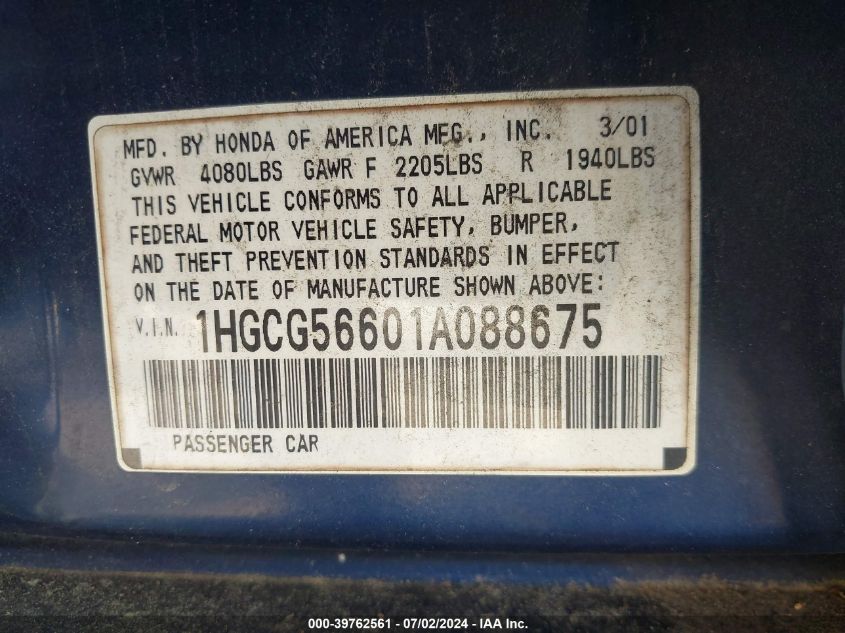 MFD. BY HONDA OF AMERICA MFG., INC. 3/01
GVWR 4080LBS GAWR F 2205LBS R 1940LBS
THIS VEHICLE CONFORMS TO ALL APPLICABLE
FEDERAL MOTOR VEHICLE SAFETY, BUMPER,
AND THEFT PREVENTION STANDARDS IN EFFECT
ON THE DATE OF MANUFACTURE SHOWN ABOVE:
V.I.N. 1HGCG56601A088675
PASSENGER CAR
000-39762561 - 07/02/2024 - IAA Inc.